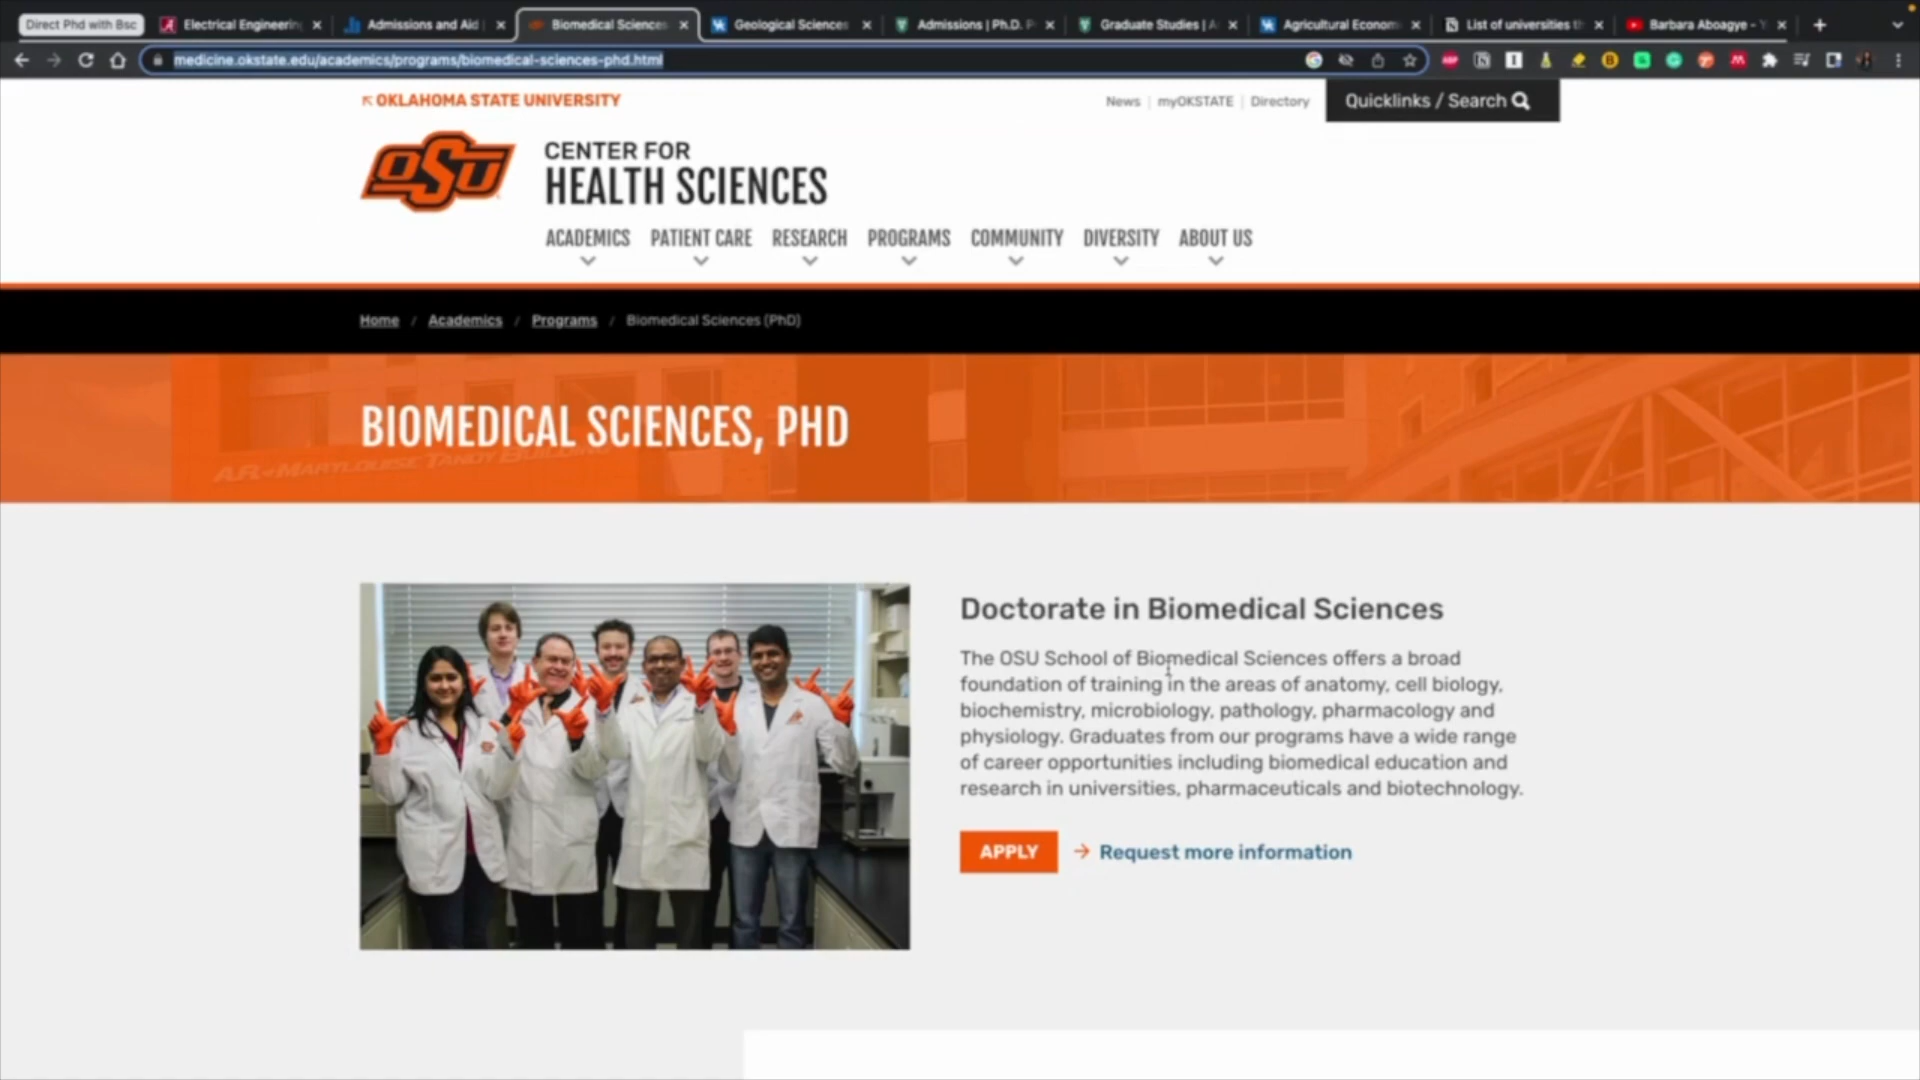 Direct Phd with Bsc
Electrical Engineerin
Admissions and Aid
Biomedical Sciences
Geological Sciences
Admissions | Ph.D. P
Graduate Studies | A
Agricultural Econom
List of universities th
Barbara Aboagye - Y
medicine.okstate.edu/academics/programs/biomedical-sciences-phd.html
OKLAHOMA STATE UNIVERSITY
News | myOKSTATE | Directory
Quicklinks / Search
OSU
CENTER FOR
HEALTH SCIENCES
ACADEMICS PATIENT CARE RESEARCH PROGRAMS COMMUNITY DIVERSITY ABOUT US
Home / Academics / Programs / Biomedical Sciences (PhD)
BIOMEDICAL SCIENCES, PHD
A.R. & MARYLOUISE TANDY BUILDING
Doctorate in Biomedical Sciences
The OSU School of Biomedical Sciences offers a broad
foundation of training in the areas of anatomy, cell biology,
biochemistry, microbiology, pathology, pharmacology and
physiology. Graduates from our programs have a wide range
of career opportunities including biomedical education and
research in universities, pharmaceuticals and biotechnology.
APPLY
→ Request more information